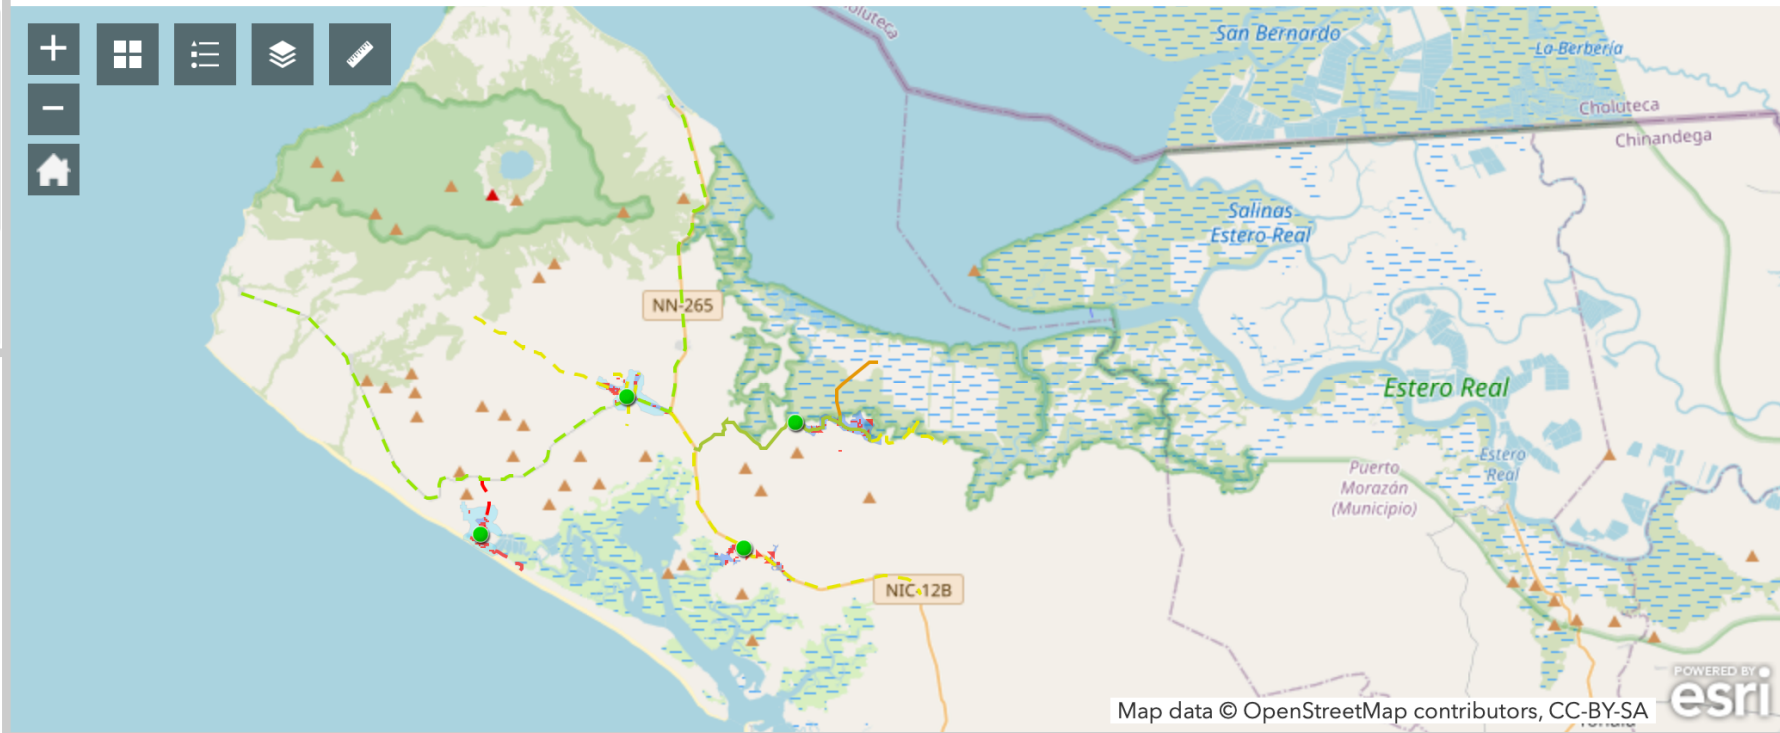 oluteca
San Bernardo
La Berbería
Choluteca
Chinandega
Salinas
Estero Real
NN-265
Estero Real
Estero
Real
Puerto
Morazán
(Municipio)
NIC-12B
POWERED BY
esri
Map data © OpenStreetMap contributors, CC-BY-SA